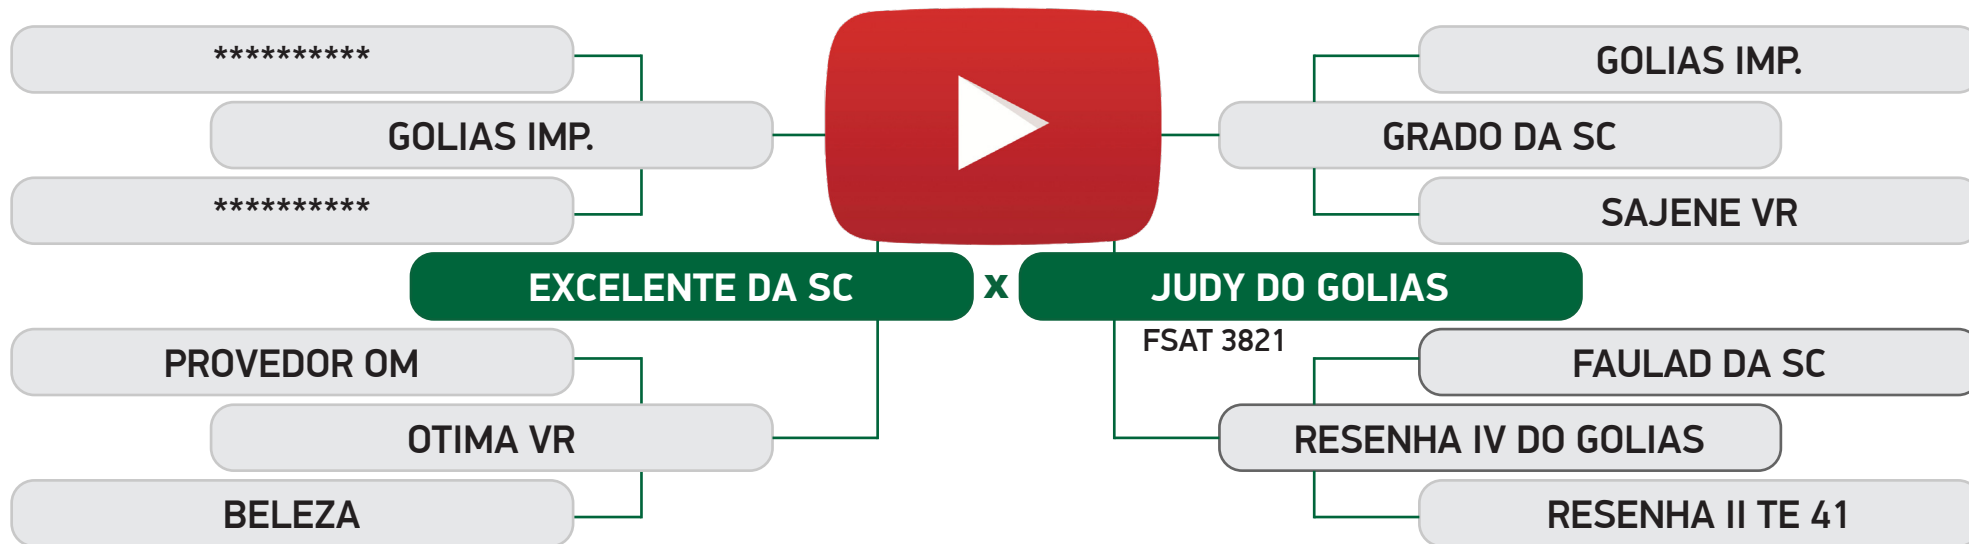 **********
GOLIAS IMP.
**********
EXCELENTE DA SC
PROVEDOR OM
OTIMA VR
BELEZA
x
GOLIAS IMP.
GRADO DA SC
SAJENE VR
JUDY DO GOLIAS
FSAT 3821
FAULAD DA SC
RESENHA IV DO GOLIAS
RESENHA II TE 41